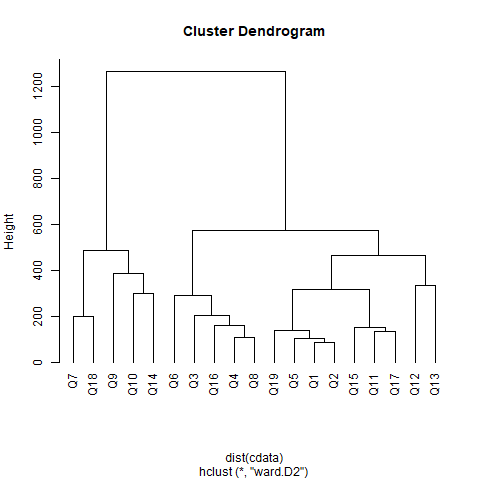 Cluster Dendrogram
Height
1200
1000
800
600
400
200
0
Q7 Q18 Q9 Q10 Q14 Q6 Q3 Q4 Q8 Q19 Q5 Q1 Q2 Q15 Q11 Q17 Q12 Q13
dist(cdata)
hclust (*, "ward.D2")